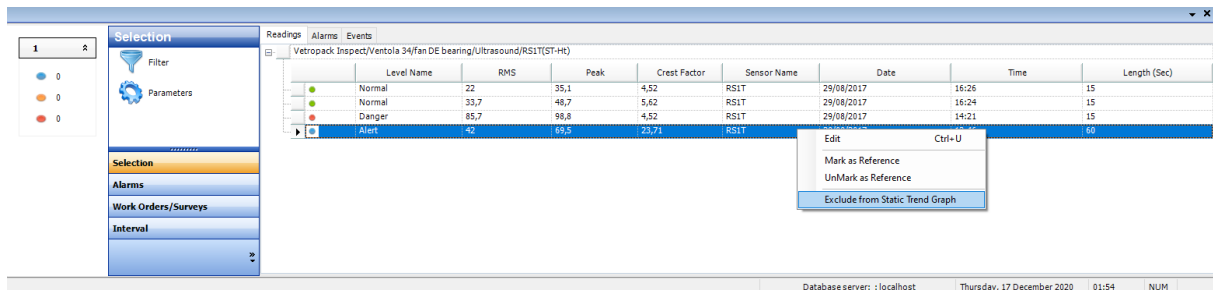 1
0
0
0
Selection
Filter
Parameters
Selection
Alarms
Work Orders/Surveys
Interval
Readings Alarms Events
Vetropack Inspect/Ventola 34/fan DE bearing/Ultrasound/RS1T(ST-Ht)
Level Name RMS Peak Crest Factor Sensor Name Date Time Length (Sec)
Normal 22 35,1 4,52 RS1T 29/08/2017 16:26 15
Normal 33,7 48,7 5,62 RS1T 29/08/2017 16:24 15
Danger 85,7 98,8 4,52 RS1T 29/08/2017 14:21 15
Alert 42 69,5 23,71 RS1T 60
Edit Ctrl+U
Mark as Reference
UnMark as Reference
Exclude from Static Trend Graph
Database server: : localhost Thursday, 17 December 2020 01:54 NUM